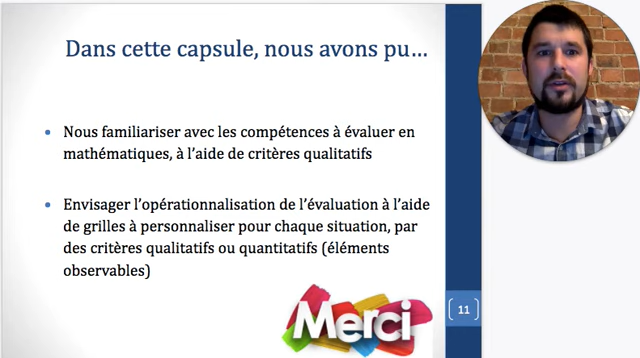 Dans cette capsule, nous avons pu…
• Nous familiariser avec les compétences à évaluer en
mathématiques, à l’aide de critères qualitatifs
• Envisager l’opérationnalisation de l’évaluation à l’aide
de grilles à personnaliser pour chaque situation, par
des critères qualitatifs ou quantitatifs (éléments
observables)
Merci
11